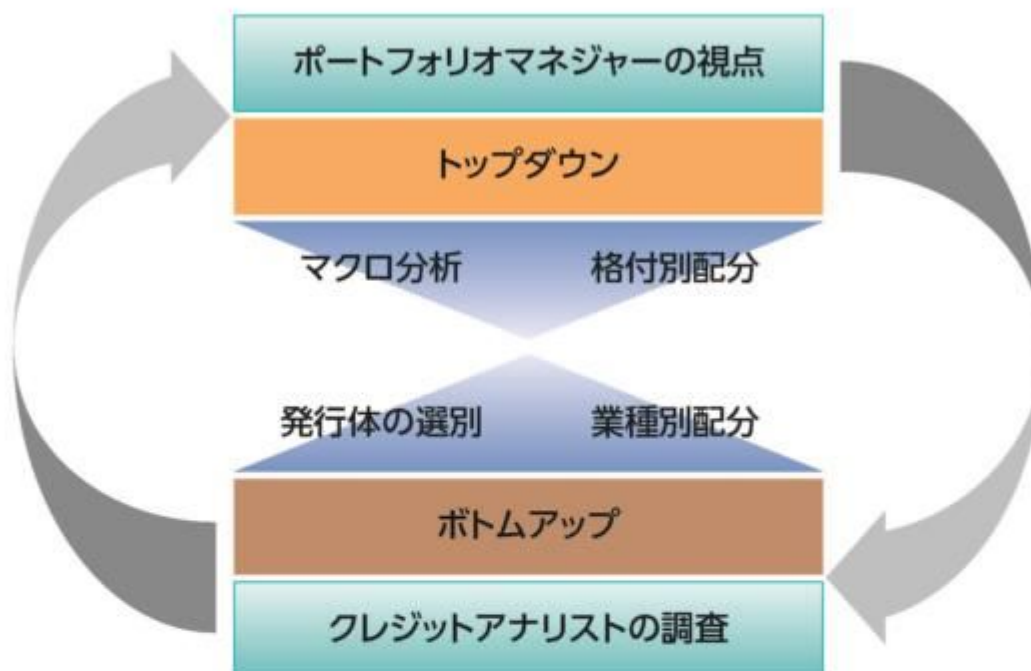 ポートフォリオマネジャーの視点
トップダウン
マクロ分析 格付別配分
発行体の選別 業種別配分
ボトムアップ
クレジットアナリストの調査